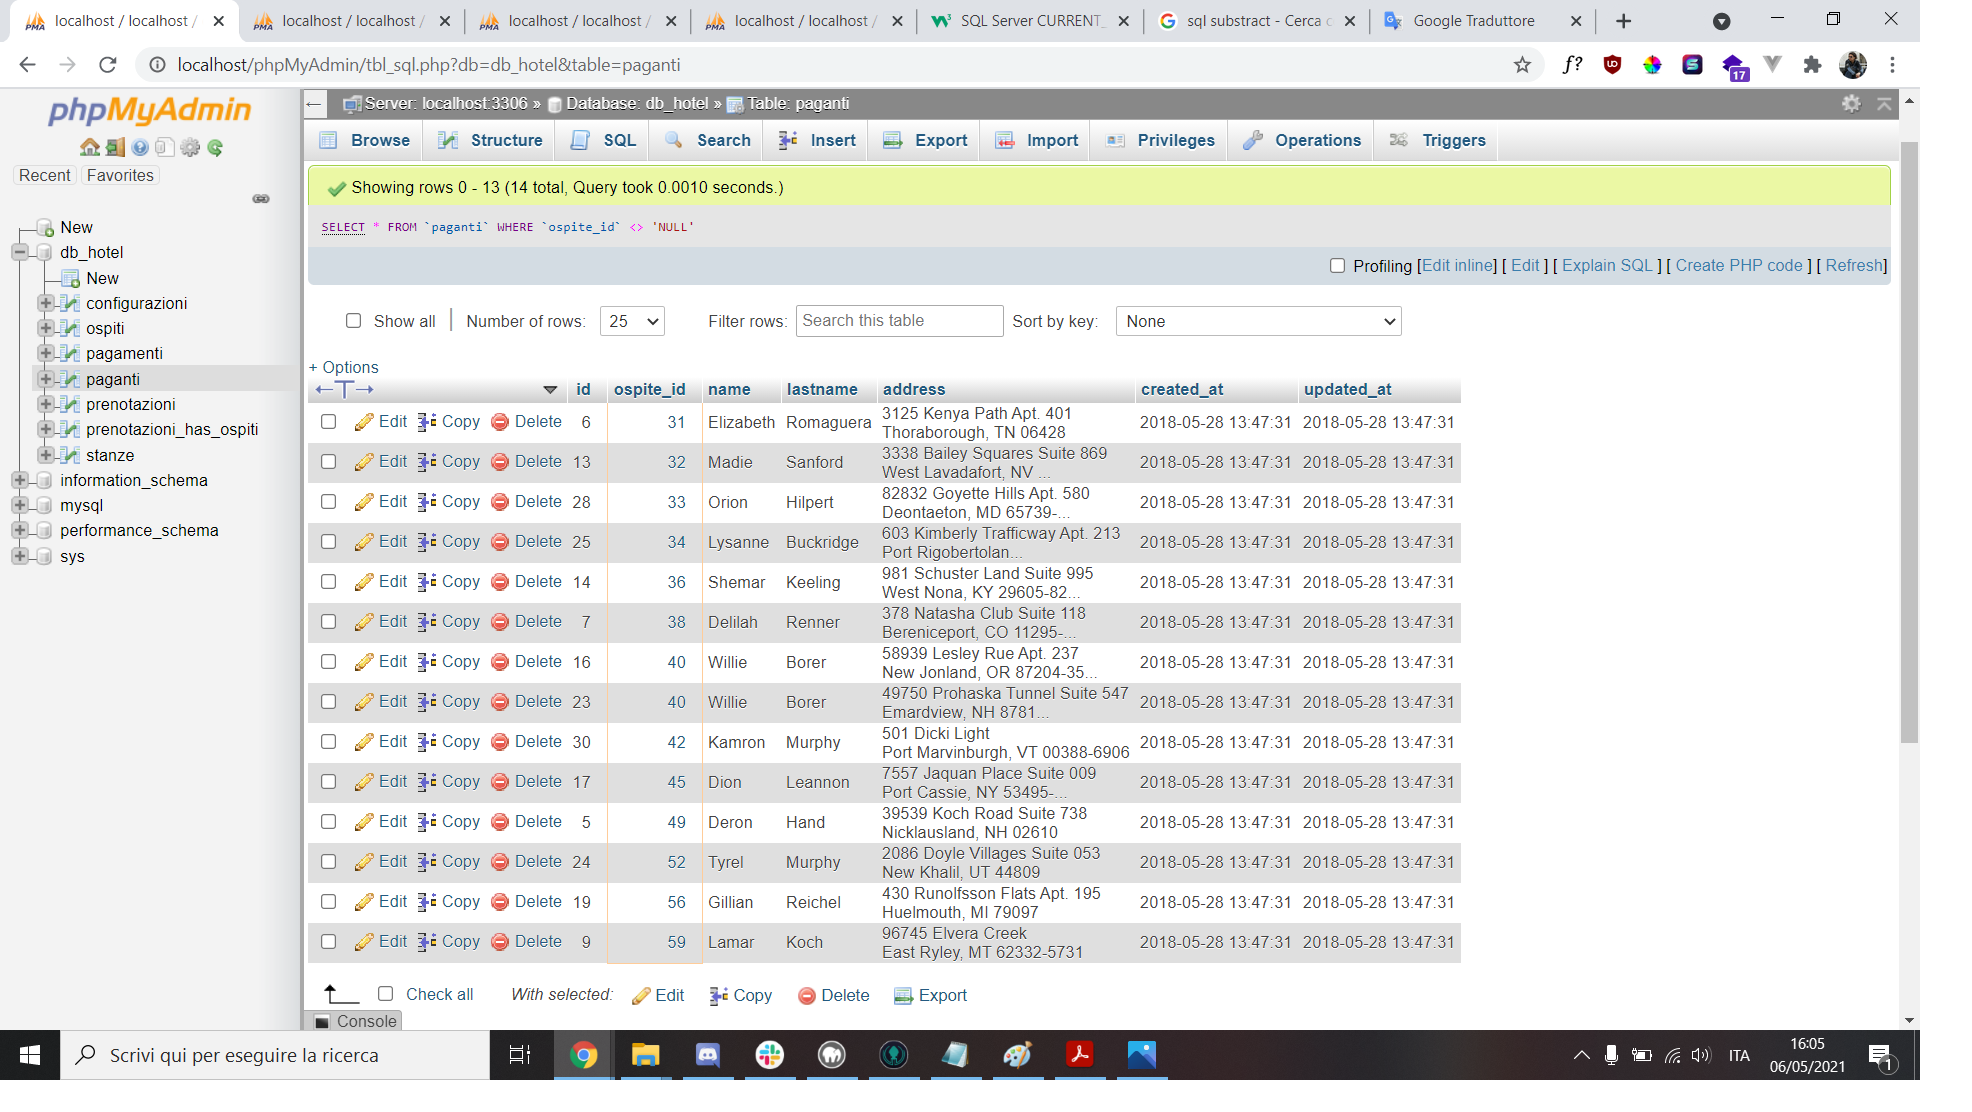 localhost / localhost /
localhost / localhost /
localhost / localhost /
localhost / localhost /
SQL Server CURRENT_
sql substract - Cerca c
Google Traduttore
localhost/phpMyAdmin/tbl_sql.php?db=db_hotel&table=paganti
f?
17
phpMyAdmin
Recent Favorites
New
db_hotel
New
configurazioni
ospiti
pagamenti
paganti
prenotazioni
prenotazioni_has_ospiti
stanze
information_schema
mysql
performance_schema
sys
Server: localhost:3306 » Database: db_hotel » Table: paganti
Browse Structure SQL Search Insert Export Import Privileges Operations Triggers
Showing rows 0 - 13 (14 total, Query took 0.0010 seconds.)
SELECT * FROM `paganti` WHERE `ospite_id` <> 'NULL'
Profiling [Edit inline] [ Edit ] [ Explain SQL ] [ Create PHP code ] [ Refresh]
Show all | Number of rows: 25 Filter rows: Search this table Sort by key: None
+ Options
←T→ id ospite_id name lastname address created_at updated_at
Edit Copy Delete 6 31 Elizabeth Romaguera 3125 Kenya Path Apt. 401
Thoraborough, TN 06428 2018-05-28 13:47:31 2018-05-28 13:47:31
Edit Copy Delete 13 32 Madie Sanford 3338 Bailey Squares Suite 869
West Lavadafort, NV ... 2018-05-28 13:47:31 2018-05-28 13:47:31
Edit Copy Delete 28 33 Orion Hilpert 82832 Goyette Hills Apt. 580
Deontaeton, MD 65739-... 2018-05-28 13:47:31 2018-05-28 13:47:31
Edit Copy Delete 25 34 Lysanne Buckridge 603 Kimberly Trafficway Apt. 213
Port Rigobertolan... 2018-05-28 13:47:31 2018-05-28 13:47:31
Edit Copy Delete 14 36 Shemar Keeling 981 Schuster Land Suite 995
West Nona, KY 29605-82... 2018-05-28 13:47:31 2018-05-28 13:47:31
Edit Copy Delete 7 38 Delilah Renner 378 Natasha Club Suite 118
Bereniceport, CO 11295-... 2018-05-28 13:47:31 2018-05-28 13:47:31
Edit Copy Delete 16 40 Willie Borer 58939 Lesley Rue Apt. 237
New Jonland, OR 87204-35... 2018-05-28 13:47:31 2018-05-28 13:47:31
Edit Copy Delete 23 40 Willie Borer 49750 Prohaska Tunnel Suite 547
Emardview, NH 8781... 2018-05-28 13:47:31 2018-05-28 13:47:31
Edit Copy Delete 30 42 Kamron Murphy 501 Dicki Light
Port Marvinburgh, VT 00388-6906 2018-05-28 13:47:31 2018-05-28 13:47:31
Edit Copy Delete 17 45 Dion Leannon 7557 Jaquan Place Suite 009
Port Cassie, NY 53495-... 2018-05-28 13:47:31 2018-05-28 13:47:31
Edit Copy Delete 5 49 Deron Hand 39539 Koch Road Suite 738
Nicklausland, NH 02610 2018-05-28 13:47:31 2018-05-28 13:47:31
Edit Copy Delete 24 52 Tyrel Murphy 2086 Doyle Villages Suite 053
New Khalil, UT 44809 2018-05-28 13:47:31 2018-05-28 13:47:31
Edit Copy Delete 19 56 Gillian Reichel 430 Runolfsson Flats Apt. 195
Huelmouth, MI 79097 2018-05-28 13:47:31 2018-05-28 13:47:31
Edit Copy Delete 9 59 Lamar Koch 96745 Elvera Creek
East Ryley, MT 62332-5731 2018-05-28 13:47:31 2018-05-28 13:47:31
Check all With selected: Edit Copy Delete Export
Console
Scrivi qui per eseguire la ricerca
ITA
16:05
06/05/2021
1